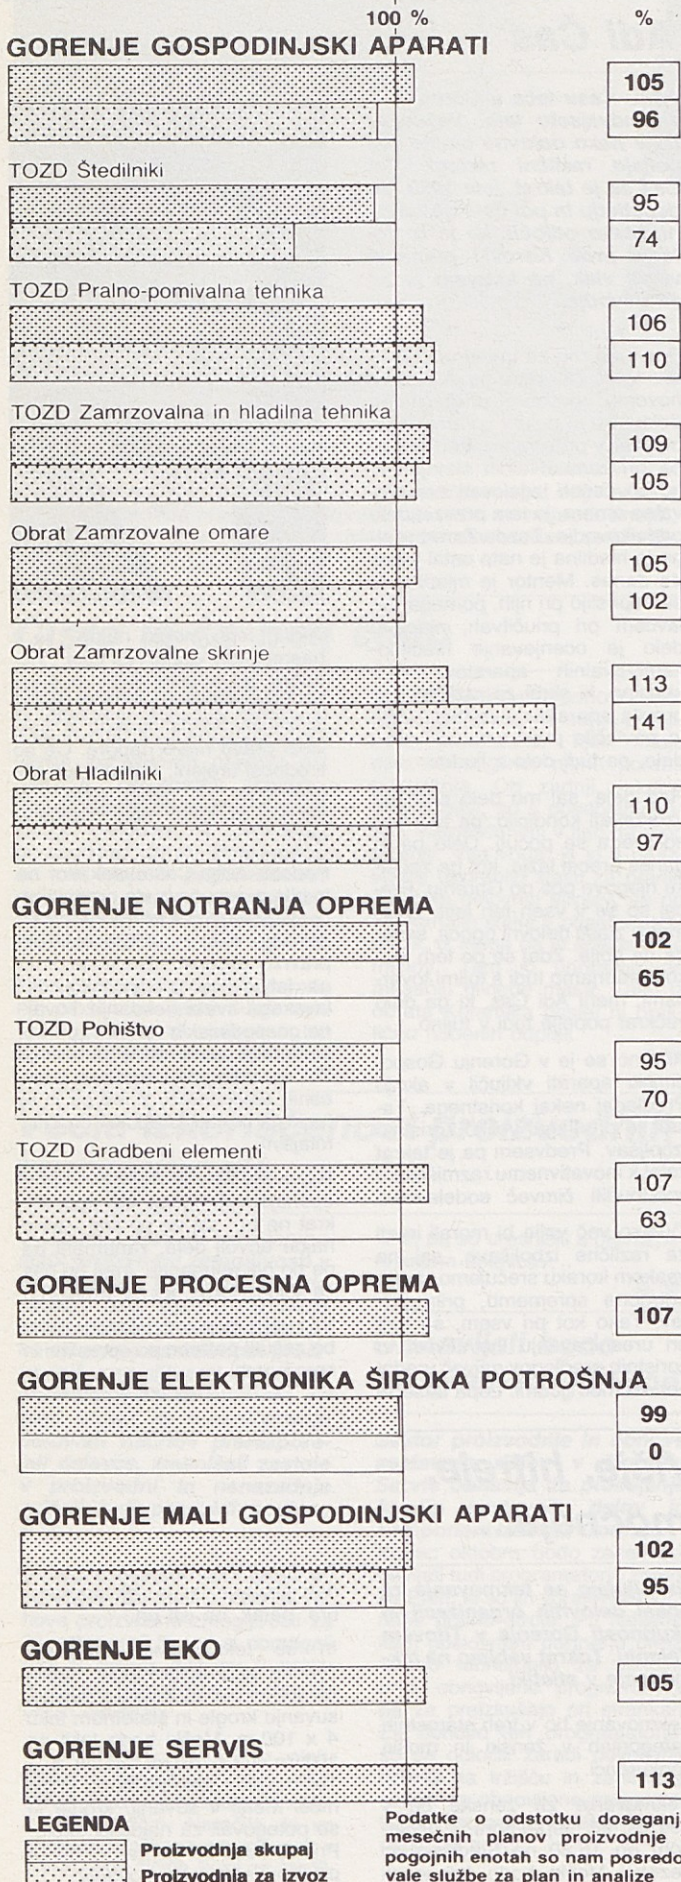 100 % %
GORENJE GOSPODINJSKI APARATI
105
96
TOZD Štedilniki
95
74
TOZD Pralno-pomivalna tehnika
106
110
TOZD Zamrzovalna in hladilna tehnika
109
105
Obrat Zamrzovalne omare
105
102
Obrat Zamrzovalne skrinje
113
141
Obrat Hladilniki
110
97
GORENJE NOTRANJA OPREMA
102
65
TOZD Pohištvo
95
70
TOZD Gradbeni elementi
107
63
GORENJE PROCESNA OPREMA
107
GORENJE ELEKTRONIKA ŠIROKA POTROŠNJA
99
0
GORENJE MALI GOSPODINJSKI APARATI
102
95
GORENJE EKO
105
GORENJE SERVIS
113
LEGENDA
Proizvodnja skupaj
Proizvodnja za izvoz
Podatke o odstotku doseganja
mesečnih planov proizvodnje
pogojnih enotah so nam posredo
vale službe za plan in analize